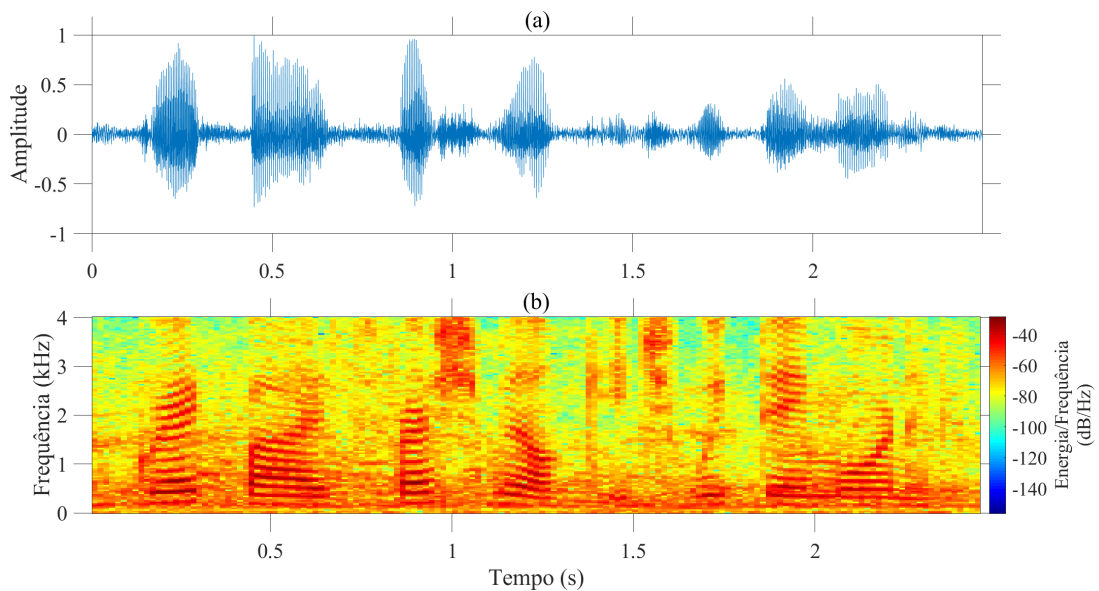 (a)
Amplitude
1
0.5
0
-0.5
-1
0 0.5 1 1.5 2
(b)
Frequência (kHz)
4
3
2
1
0
0.5 1 1.5 2
Tempo (s)
-40
-60
-80
-100
-120
-140
Energia/Frequência
(dB//Hz)